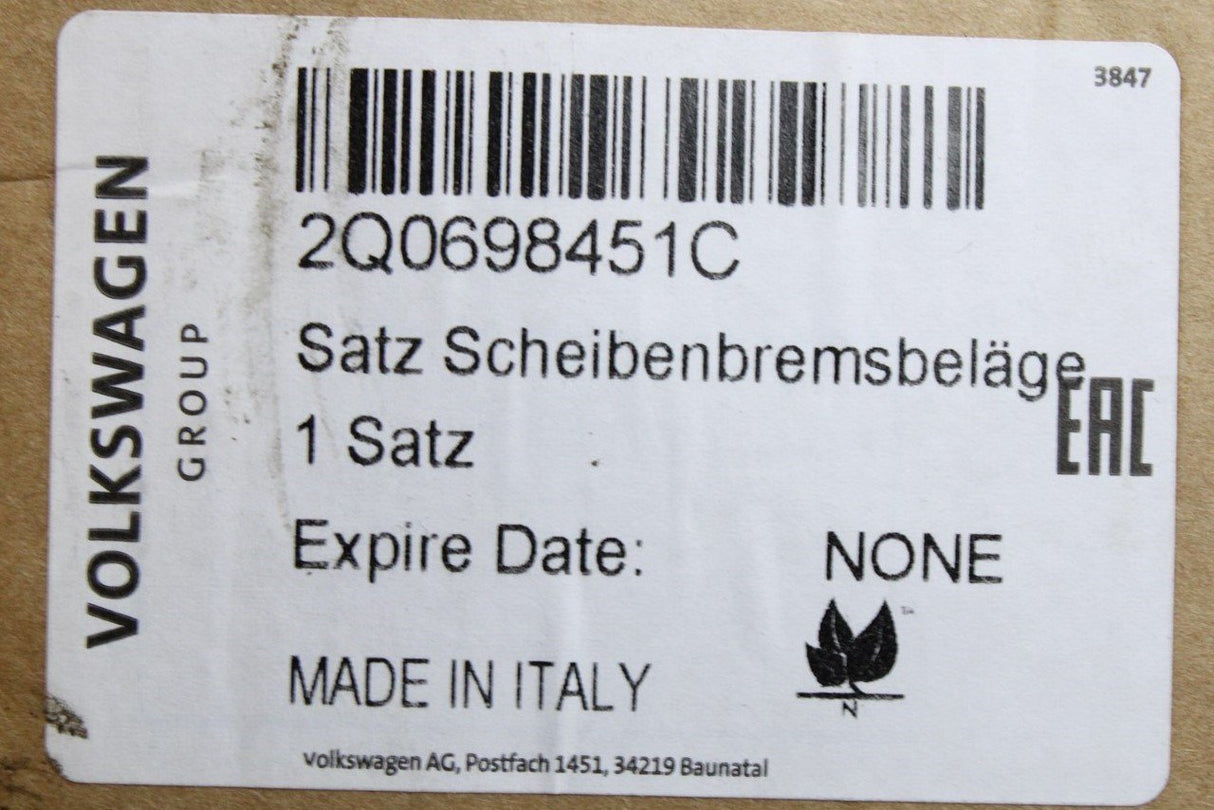 3847
VOLKSWAGEN
GROUP
2Q0698451C
Satz Scheibenbremsbeläge
EAC
1 Satz
Expire Date: NONE
N
MADE IN ITALY
Volkswagen AG, Postfach 1451, 34219 Baunatal